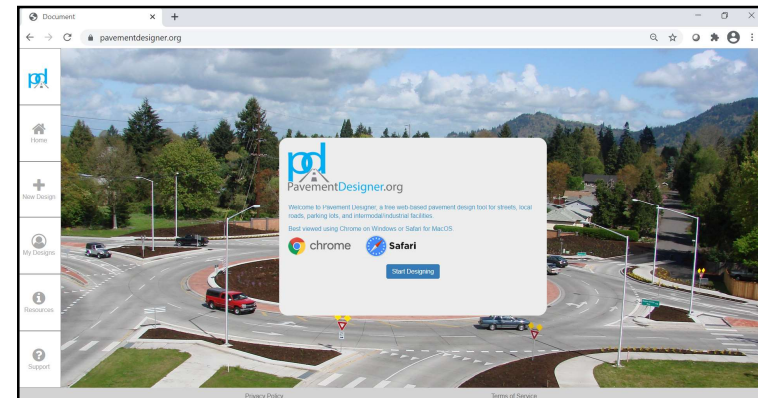 Document
pavementdesigner.org
pd
Home
New Design
My Designs
Resources
Support
pd
PavementDesigner.org
Welcome to Pavement Designer, a free web-based pavement design tool for streets, local
roads, parking lots, and intermodal/industrial facilities.
Best viewed using Chrome on Windows or Safari for MacOS.
chrome
Safari
Start Designing
Privacy Policy
Terms of Service